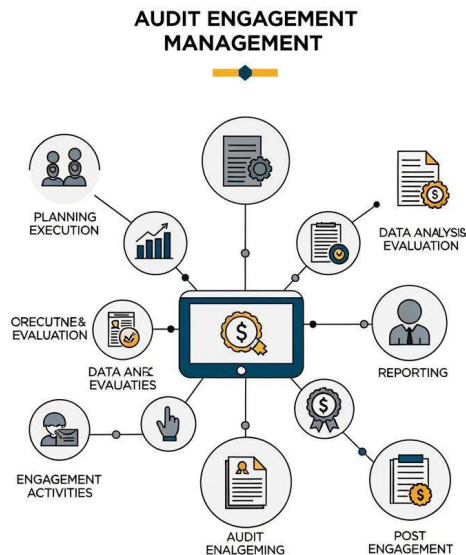 AUDIT ENGAGEMENT
MANAGEMENT
PLANNING
EXECUTION
DATA ANALYSIS
EVALUATION
ORECUTNE&
EVALUATION
DATA ANE
EVAUATIES
REPORTING
ENGAGEMENT
ACTIVITIES
AUDIT
ENALGEMING
POST
ENGAGEMENT